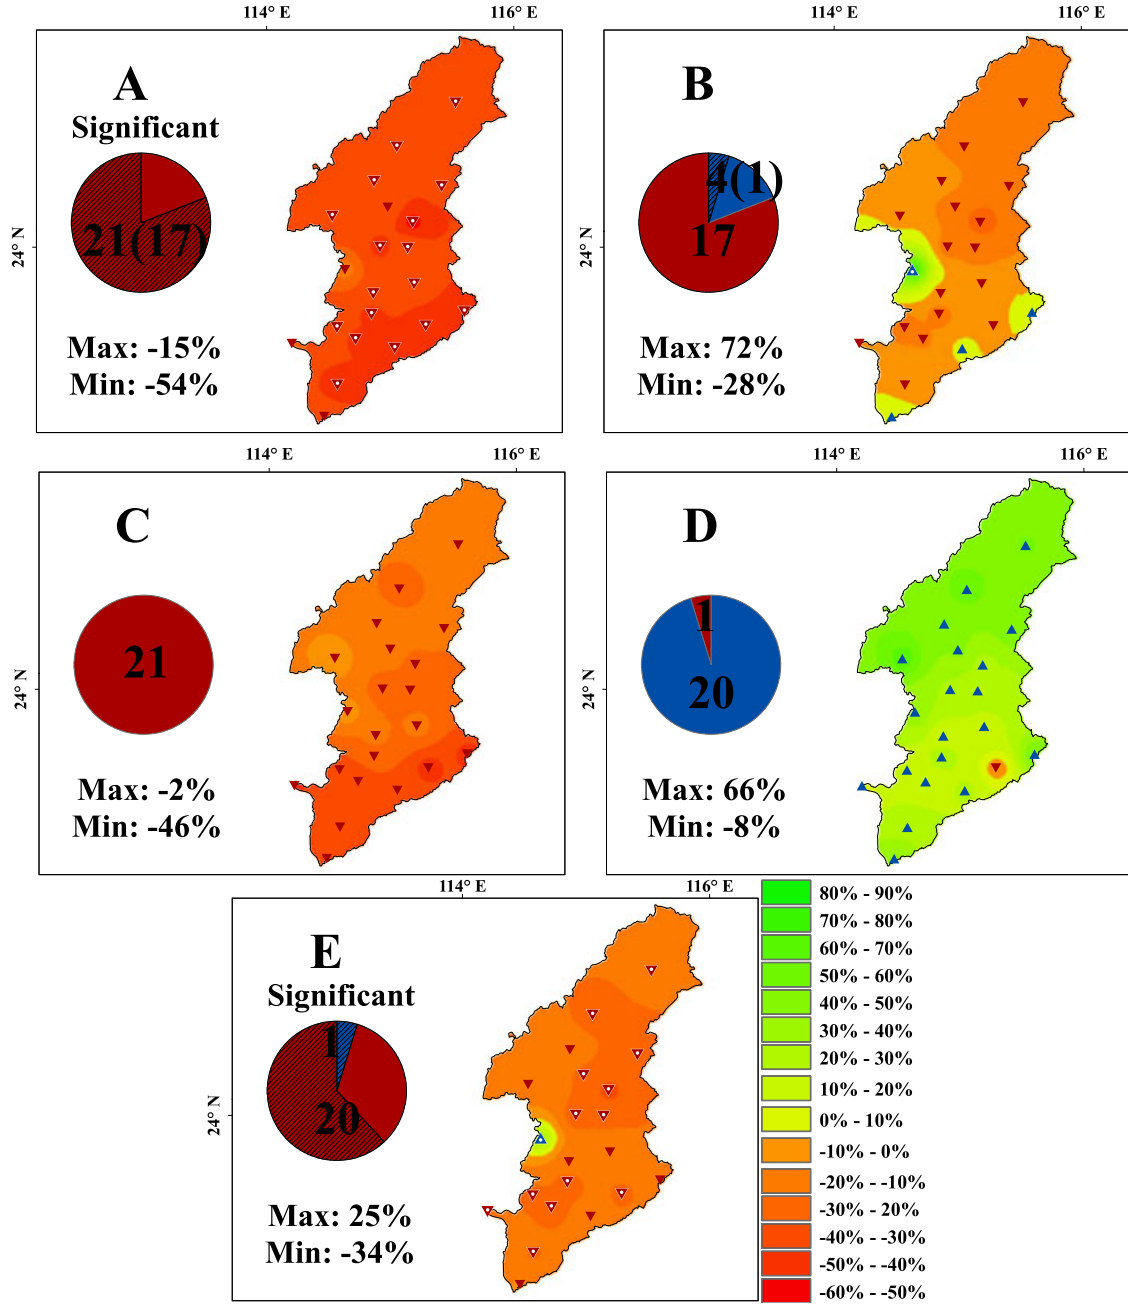 114° E 116° E 114° E 116° E
A
Significant
24° N
21(17)
Max: -15%
Min: -54%
B
24° N
4(1)
17
Max: 72%
Min: -28%
114° E 116° E 114° E 116° E
C
24° N
21
Max: -2%
Min: -46%
D
24° N
1
20
Max: 66%
Min: -8%
114° E 116° E
E
Significant
24° N
1
20
Max: 25%
Min: -34%
80% - 90%
70% - 80%
60% - 70%
50% - 60%
40% - 50%
30% - 40%
20% - 30%
10% - 20%
0% - 10%
-10% - 0%
-20% - -10%
-30% - 20%
-40% - -30%
-50% - -40%
-60% - -50%